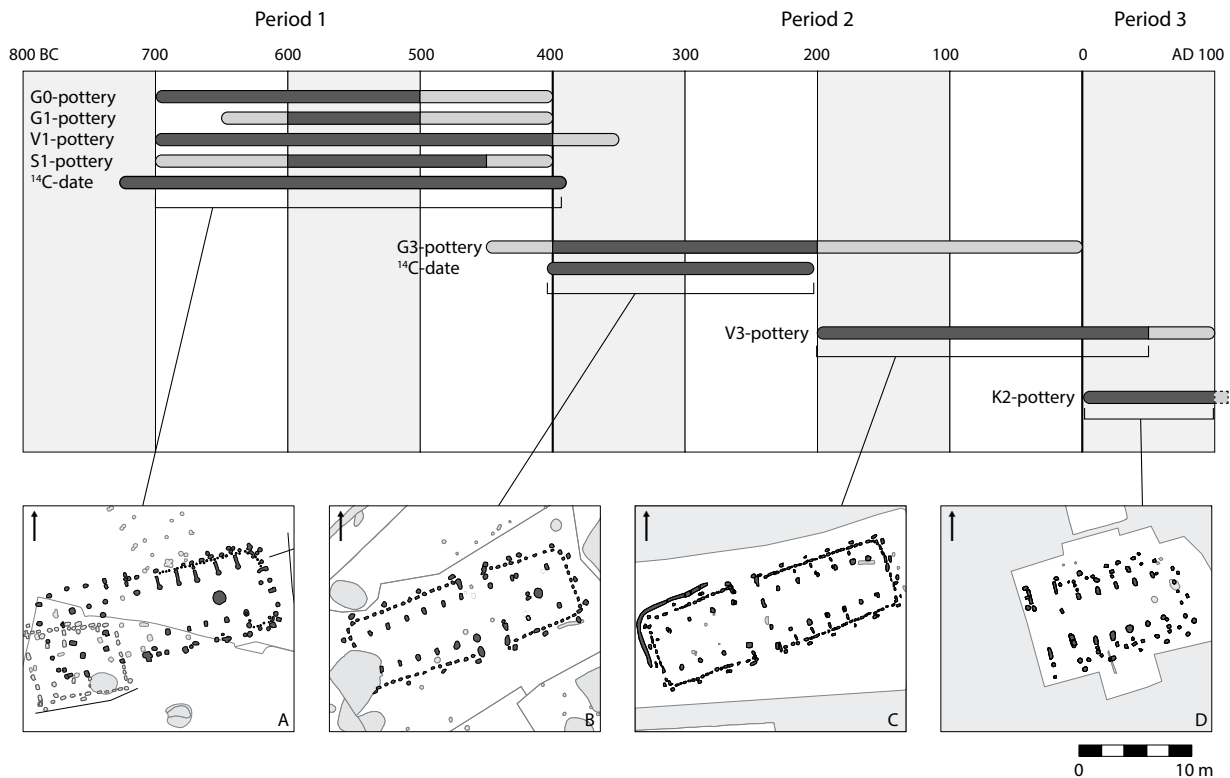 Period 1 Period 2 Period 3
800 BC 700 600 500 400 300 200 100 0 AD 100
G0-pottery
G1-pottery
V1-pottery
S1-pottery
¹⁴C-date
G3-pottery
¹⁴C-date
V3-pottery
K2-pottery
A B C D
0 10 m